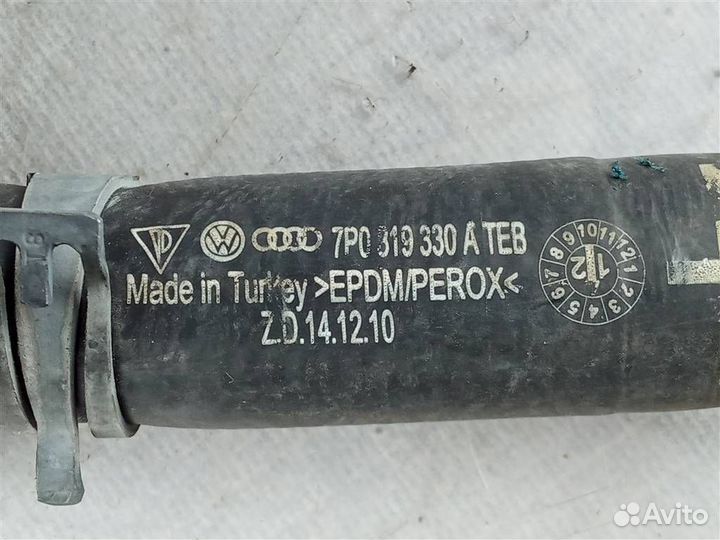 7P0 819 330 A TEB
Made in Turkey >EPDM/PEROX<
Z.D.14.12.10
1 2 3 4 5 6 7 8 9 10 11 12
12
Avito